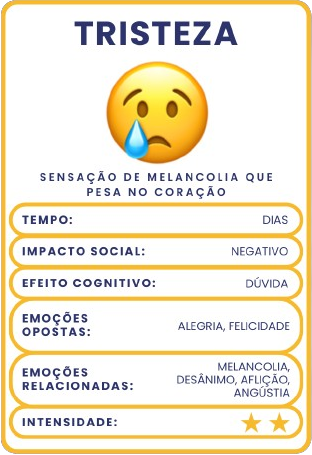 TRISTEZA
SENSAÇÃO DE MELANCOLIA QUE
PESA NO CORAÇÃO
TEMPO: DIAS
IMPACTO SOCIAL: NEGATIVO
EFEITO COGNITIVO: DÚVIDA
EMOÇÕES
OPOSTAS: ALEGRIA, FELICIDADE
EMOÇÕES
RELACIONADAS: MELANCOLIA,
DESÂNIMO, AFLIÇÃO,
ANGÚSTIA
INTENSIDADE: